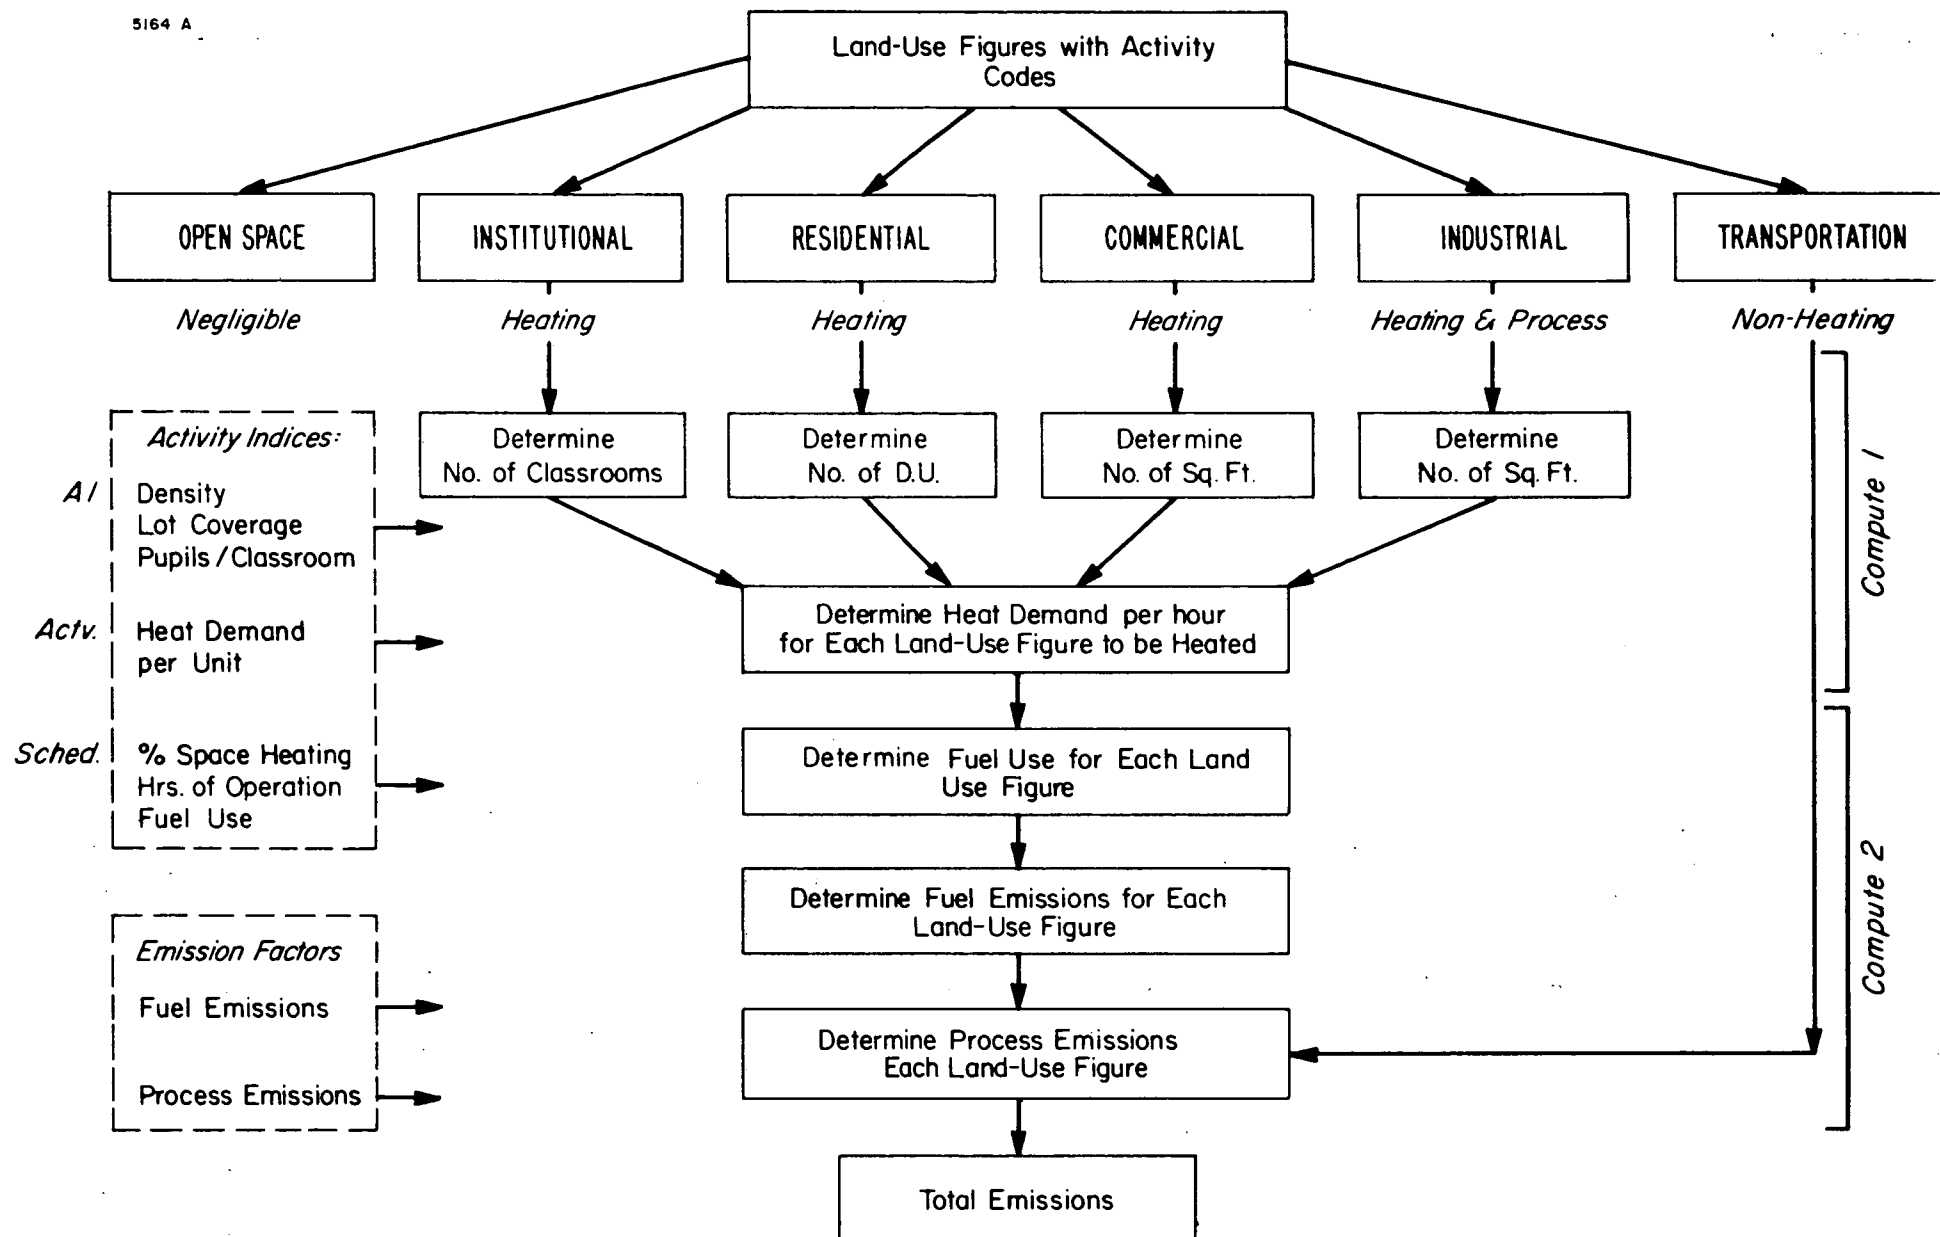 5164 A
Land-Use Figures with Activity
Codes
OPEN SPACE
INSTITUTIONAL
RESIDENTIAL
COMMERCIAL
INDUSTRIAL
TRANSPORTATION
Negligible
Heating
Heating
Heating
Heating & Process
Non-Heating
Determine
No. of Classrooms
Determine
No. of D.U.
Determine
No. of Sq. Ft.
Determine
No. of Sq. Ft.
Activity Indices:
AI
Density
Lot Coverage
Pupils / Classroom
Actv.
Heat Demand
per Unit
Sched.
% Space Heating
Hrs. of Operation
Fuel Use
Determine Heat Demand per hour
for Each Land-Use Figure to be Heated
Determine Fuel Use for Each Land
Use Figure
Determine Fuel Emissions for Each
Land-Use Figure
Determine Process Emissions
Each Land-Use Figure
Total Emissions
Emission Factors
Fuel Emissions
Process Emissions
Compute 1
Compute 2